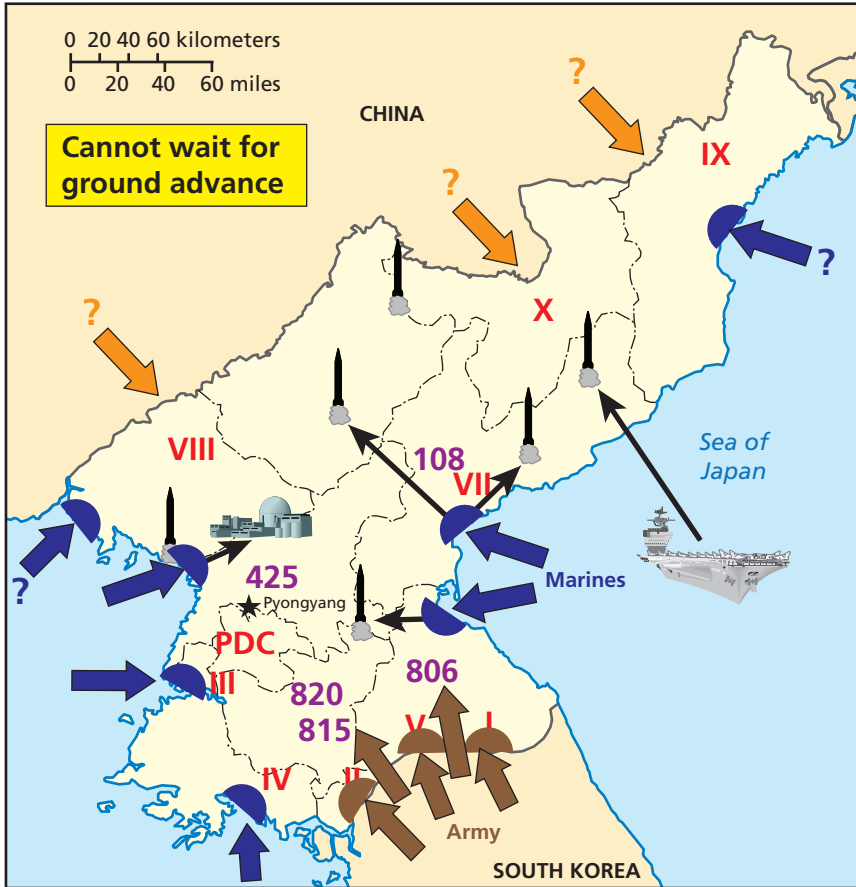 0 20 40 60 kilometers
0 20 40 60 miles
Cannot wait for
ground advance
CHINA
?
?
?
IX
X
?
VIII
108
VII
Sea of
Japan
?
425
Pyongyang
Marines
PDC
III
820
815
806
V
I
IV
II
Army
SOUTH KOREA